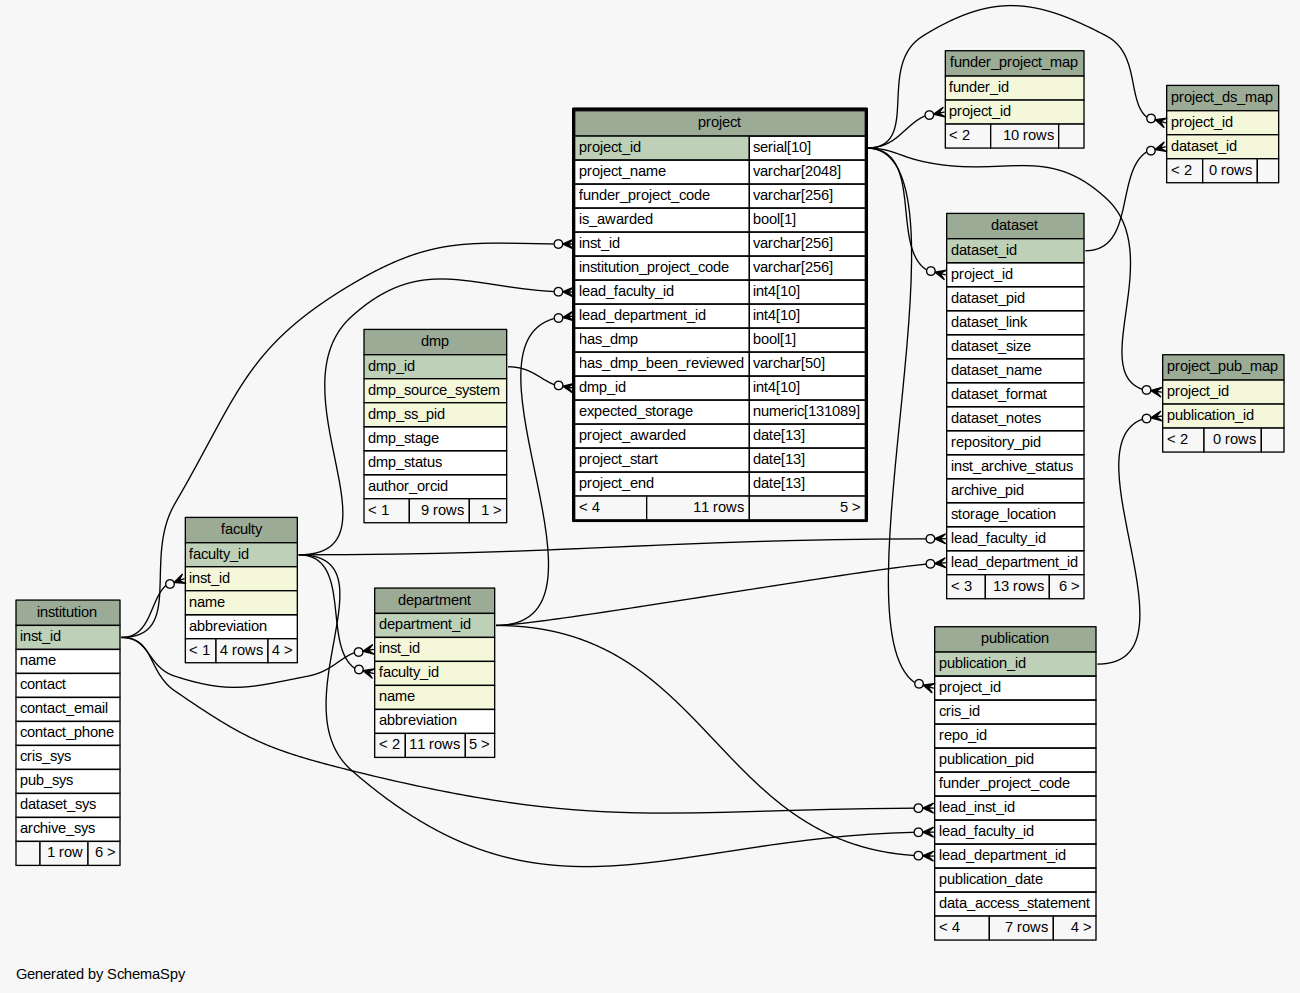 funder_project_map
funder_id
project_id
< 2 10 rows
project_ds_map
project_id
dataset_id
< 2 0 rows
project
project_id serial[10]
project_name varchar[2048]
funder_project_code varchar[256]
is_awarded bool[1]
inst_id varchar[256]
institution_project_code varchar[256]
lead_faculty_id int4[10]
lead_department_id int4[10]
has_dmp bool[1]
has_dmp_been_reviewed varchar[50]
dmp_id int4[10]
expected_storage numeric[131089]
project_awarded date[13]
project_start date[13]
project_end date[13]
< 4 11 rows 5 >
dataset
dataset_id
project_id
dataset_pid
dataset_link
dataset_size
dataset_name
dataset_format
dataset_notes
repository_pid
inst_archive_status
archive_pid
storage_location
lead_faculty_id
lead_department_id
< 3 13 rows 6 >
dmp
dmp_id
dmp_source_system
dmp_ss_pid
dmp_stage
dmp_status
author_orcid
< 1 9 rows 1 >
project_pub_map
project_id
publication_id
< 2 0 rows
faculty
faculty_id
inst_id
name
abbreviation
< 1 4 rows 4 >
institution
inst_id
name
contact
contact_email
contact_phone
cris_sys
pub_sys
dataset_sys
archive_sys
1 row 6 >
department
department_id
inst_id
faculty_id
name
abbreviation
< 2 11 rows 5 >
publication
publication_id
project_id
cris_id
repo_id
publication_pid
funder_project_code
lead_inst_id
lead_faculty_id
lead_department_id
publication_date
data_access_statement
< 4 7 rows 4 >
Generated by SchemaSpy